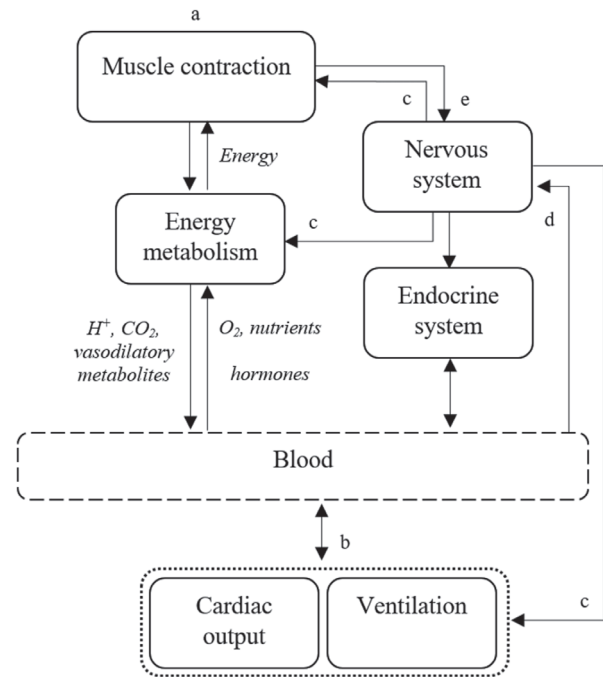 a
Muscle contraction
c
e
Energy
Nervous
system
Energy
metabolism
c
d
Endocrine
system
H⁺, CO₂,
vasodilatory
metabolites
O₂, nutrients
hormones
Blood
b
Cardiac
output
Ventilation
c